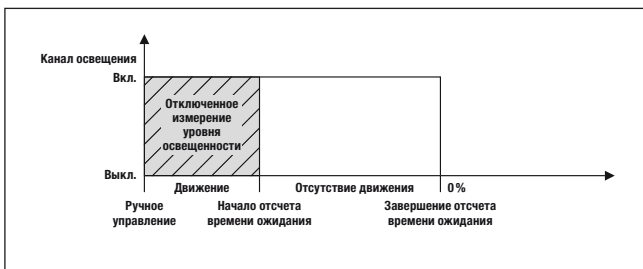 Канал освещения
Вкл.
Отключенное
измерение
уровня
освещенности
Выкл.
Движение
Отсутствие движения
0 %
Ручное
управление
Начало отсчета
времени ожидания
Завершение отсчета
времени ожидания